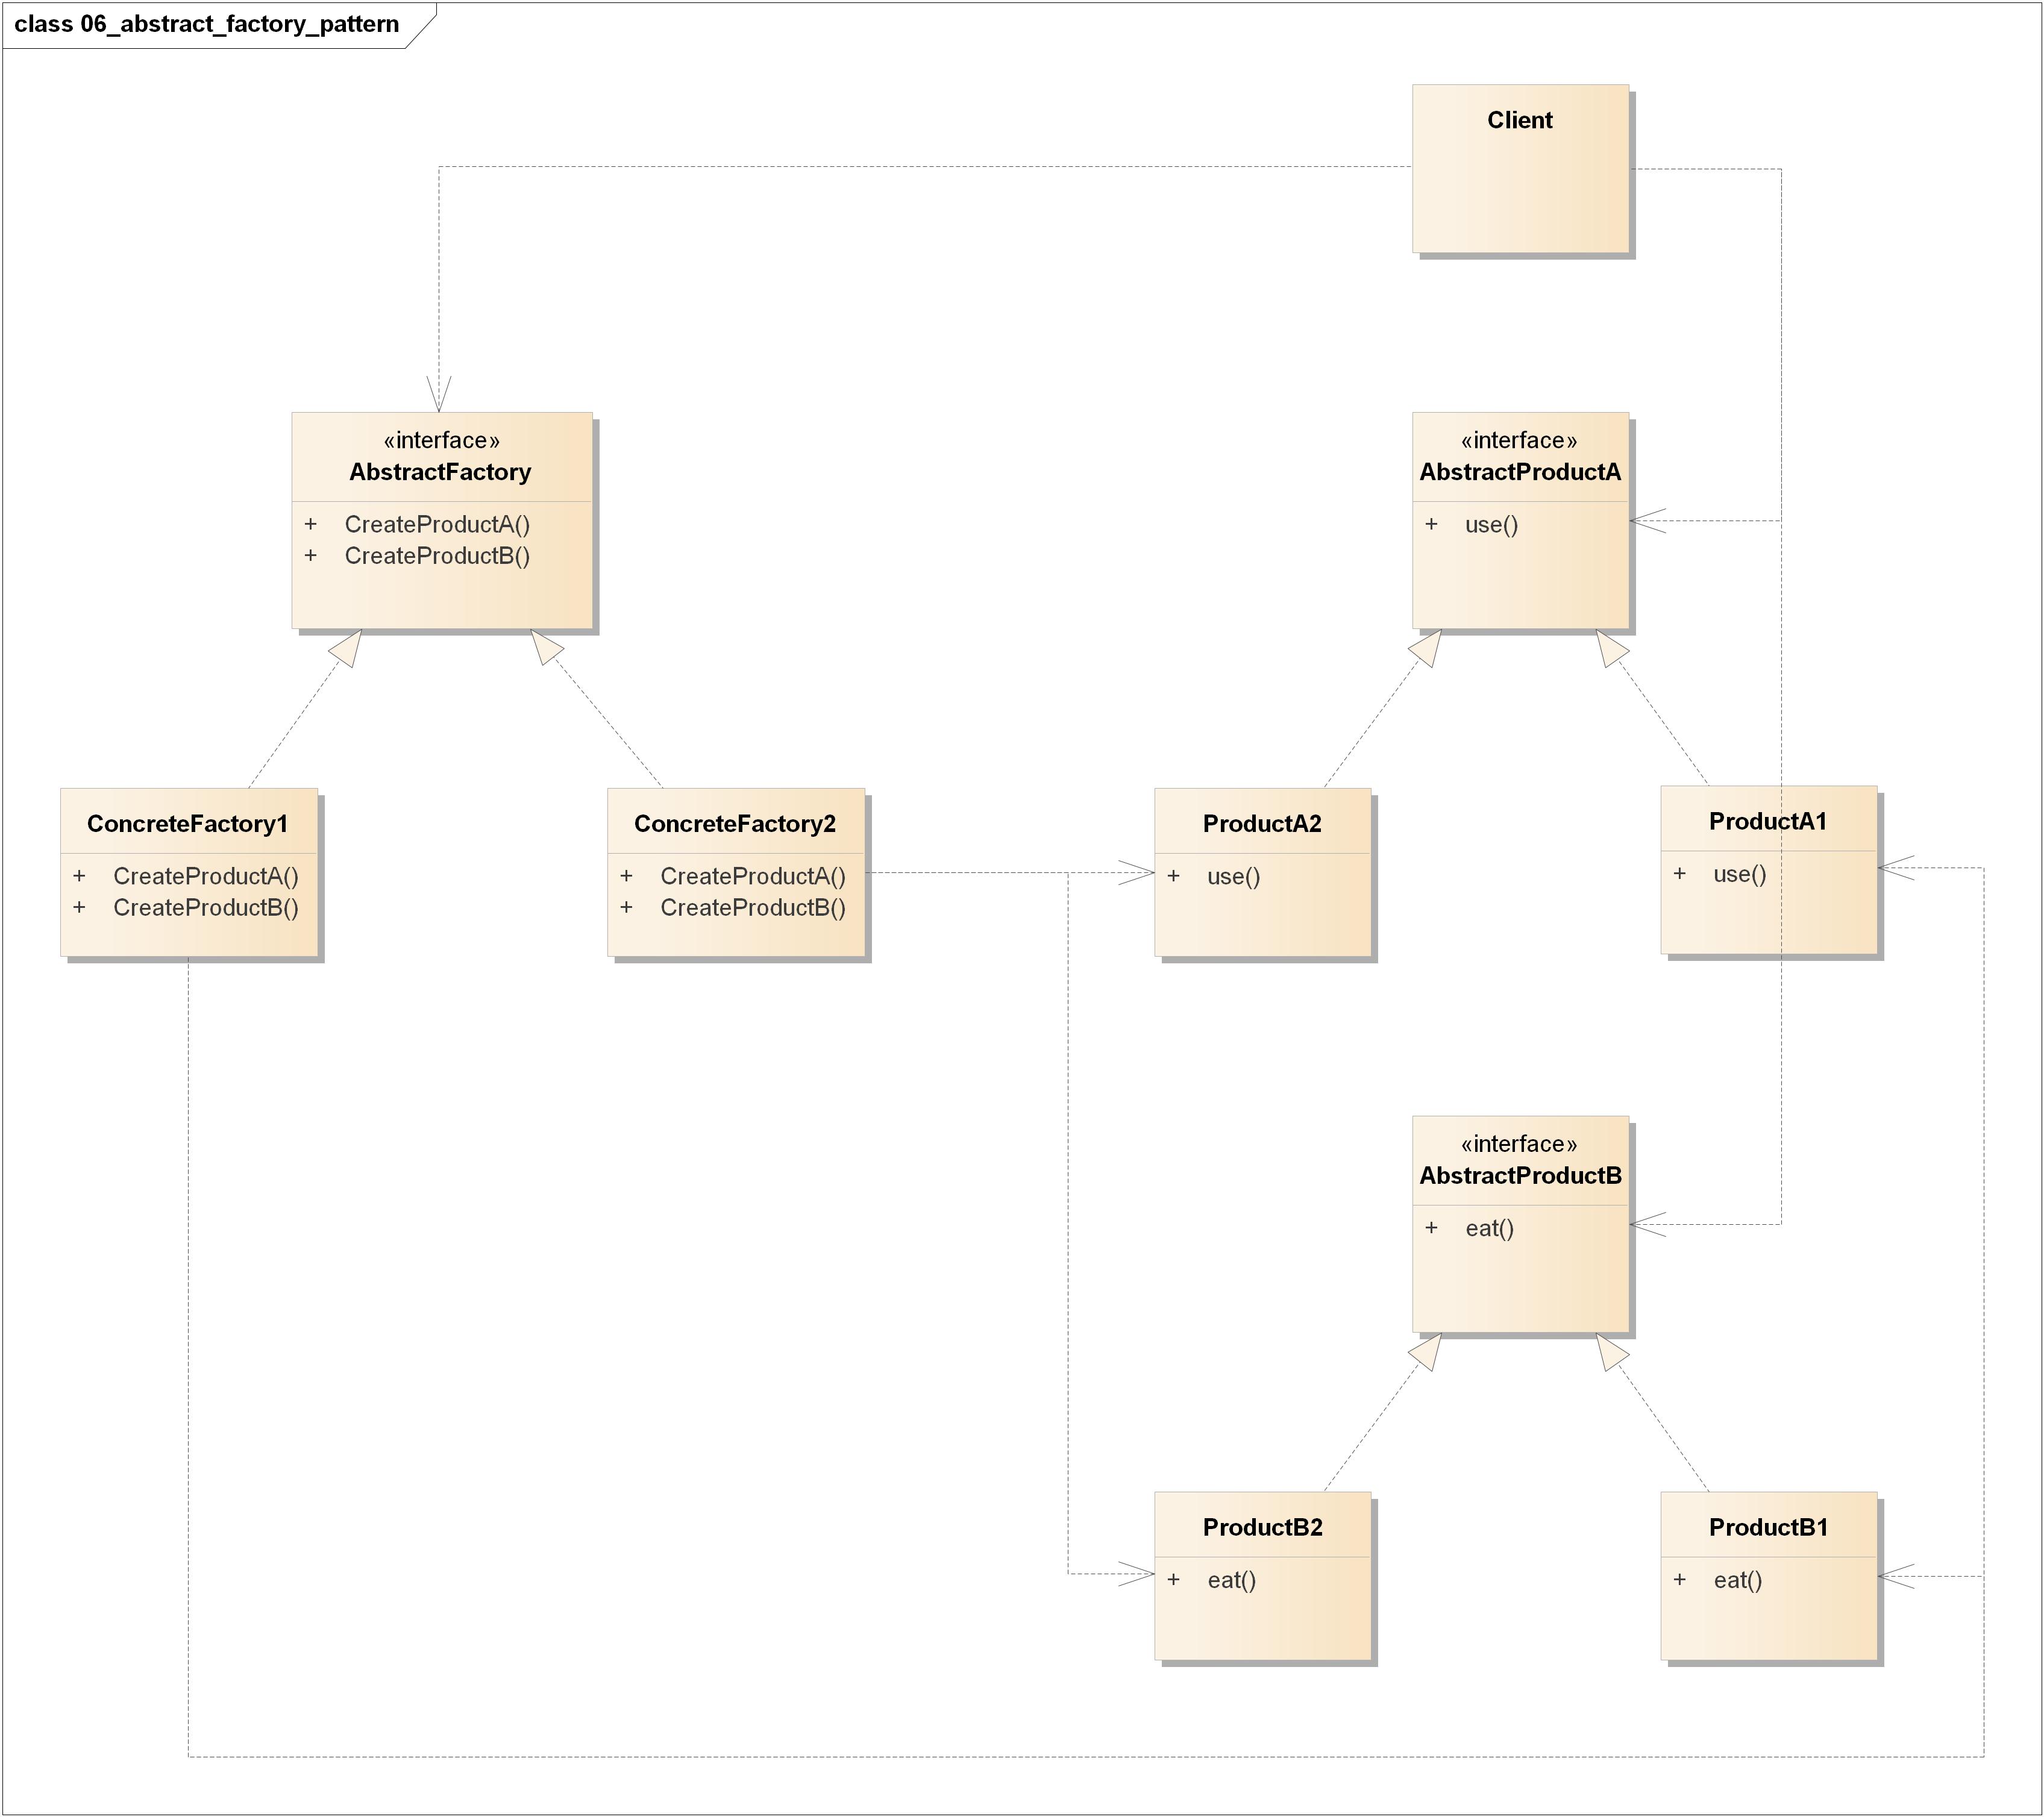 class 06_abstract_factory_pattern
Client
«interface»
AbstractFactory
+ CreateProductA()
+ CreateProductB()
«interface»
AbstractProductA
+ use()
ConcreteFactory1
+ CreateProductA()
+ CreateProductB()
ConcreteFactory2
+ CreateProductA()
+ CreateProductB()
ProductA2
+ use()
ProductA1
+ use()
«interface»
AbstractProductB
+ eat()
ProductB2
+ eat()
ProductB1
+ eat()